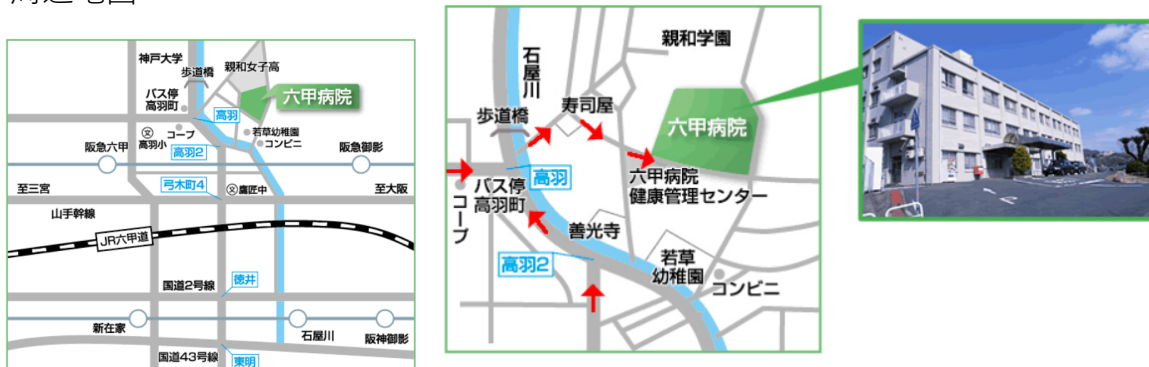 神戸大学
歩道橋
親和女子高
バス停
高羽町
六甲病院
高羽
文
高羽小
コープ
若草幼稚園
コンビニ
阪急六甲
高羽2
阪急御影
弓木町4
文
鷹匠中
至三宮
至大阪
山手幹線
JR六甲道
徳井
国道2号線
新在家
石屋川
阪神御影
国道43号線
東明
石屋川
親和学園
寿司屋
歩道橋
六甲病院
高羽
バス停
高羽町
コープ
六甲病院
健康管理センター
善光寺
高羽2
若草
幼稚園
コンビニ